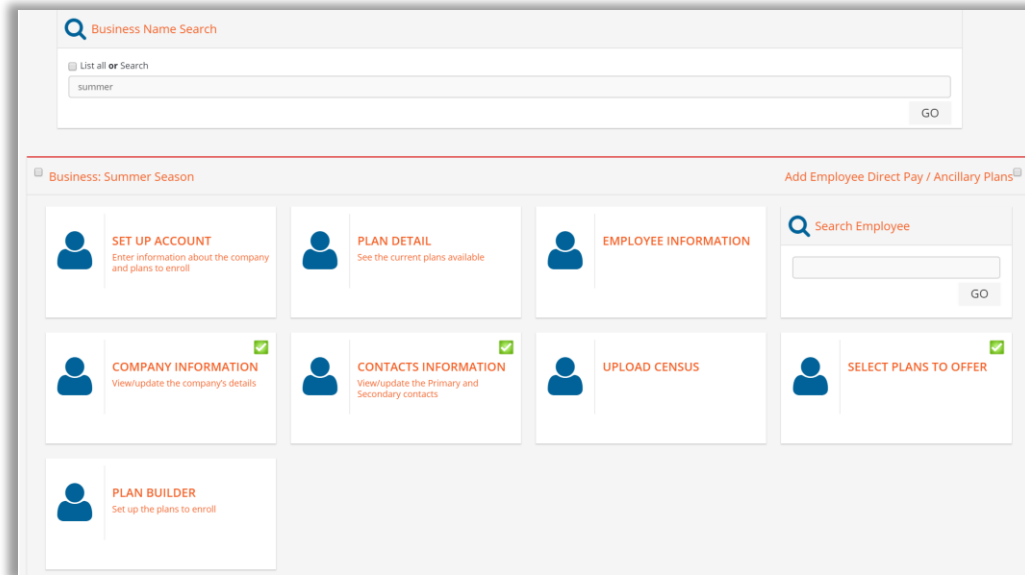 Business Name Search
List all or Search
summer
GO
Business: Summer Season
Add Employee Direct Pay / Ancillary Plans
SET UP ACCOUNT
Enter information about the company
and plans to enroll
PLAN DETAIL
See the current plans available
EMPLOYEE INFORMATION
Search Employee
GO
COMPANY INFORMATION
View/update the company's details
CONTACTS INFORMATION
View/update the Primary and
Secondary contacts
UPLOAD CENSUS
SELECT PLANS TO OFFER
PLAN BUILDER
Set up the plans to enroll